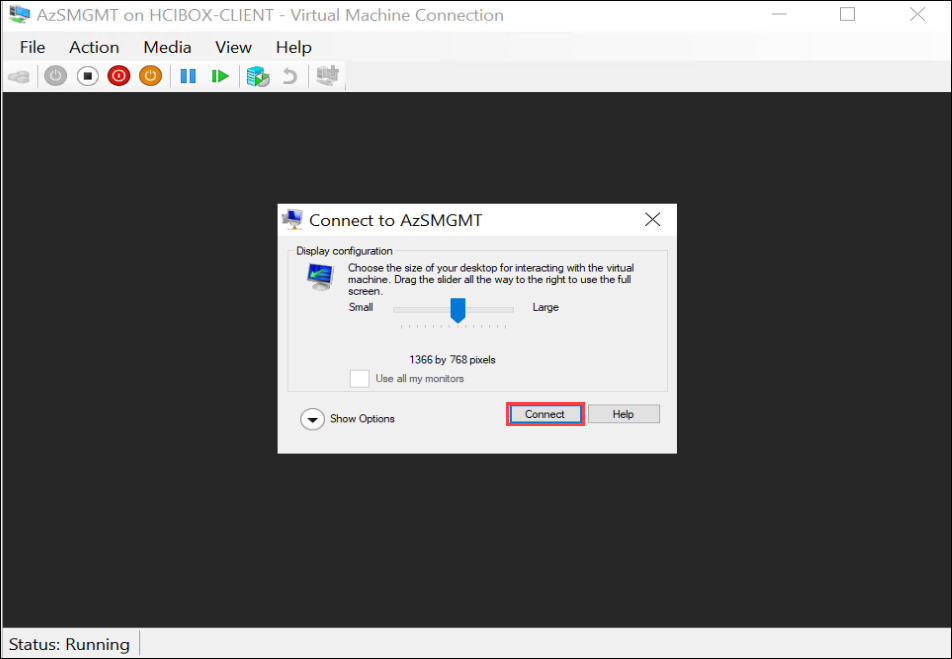 AzSMGMT on HCIBOX-CLIENT - Virtual Machine Connection
File Action Media View Help
Connect to AzSMGMT
Display configuration
Choose the size of your desktop for interacting with the virtual
machine. Drag the slider all the way to the right to use the full
screen.
Small Large
1366 by 768 pixels
Use all my monitors
Show Options Connect Help
Status: Running